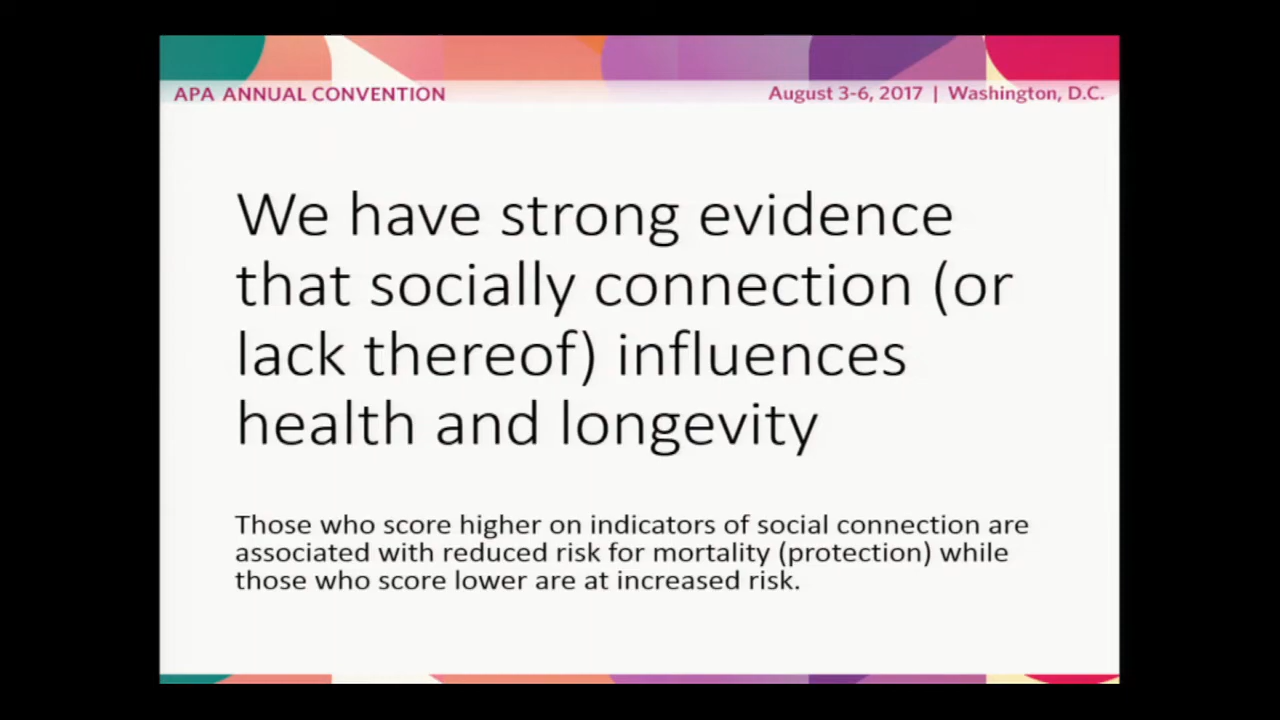 APA ANNUAL CONVENTION
August 3-6, 2017 | Washington, D.C.
We have strong evidence
that socially connection (or
lack thereof) influences
health and longevity
Those who score higher on indicators of social connection are
associated with reduced risk for mortality (protection) while
those who score lower are at increased risk.